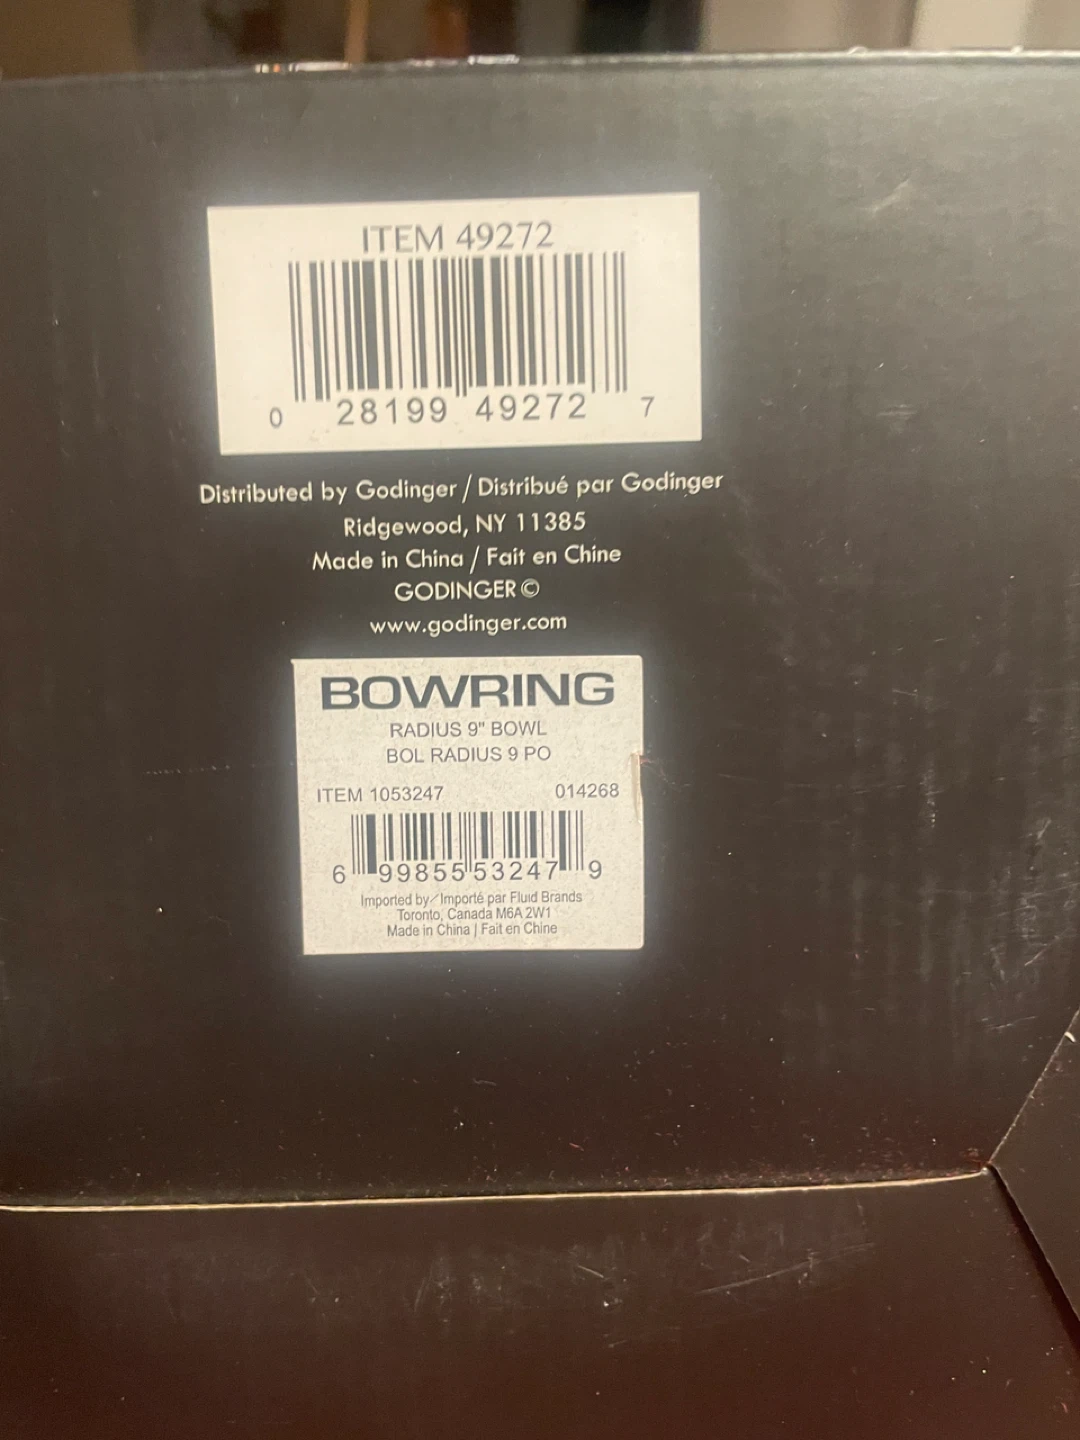 ITEM 49272
0 28199 49272 7
Distributed by Godinger / Distribué par Godinger
Ridgewood, NY 11385
Made in China / Fait en Chine
GODINGER ©
www.godinger.com
BOWRING
RADIUS 9" BOWL
BOL RADIUS 9 PO
ITEM 1053247 014268
6 99855 53247 9
Imported by/Importé par Fluid Brands
Toronto, Canada M6A 2W1
Made in China | Fait en Chine